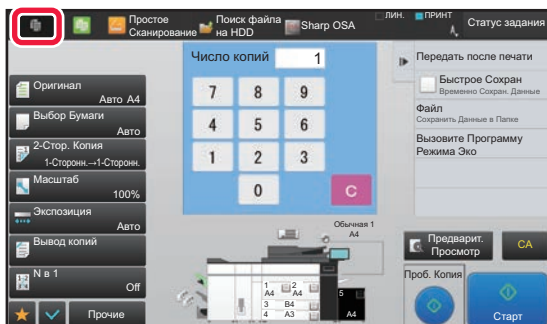 Простое
Сканирование
Поиск файла
на HDD
Sharp OSA
ЛИН.
ПРИНТ
Статус задания
Число копий 1
Передать после печати
Быстрое Сохран
Временно Сохран. Данные
Файл
Сохранить Данные в Папке
Вызовите Программу
Режима Эко
Оригинал
Авто A4
Выбор Бумаги
Авто
2-Стор. Копия
1-Сторонн.→1-Сторонн.
Масштаб
100%
Экспозиция
Авто
Вывод копий
N в 1
Off
Прочие
7 8 9
4 5 6
1 2 3
0 C
Обычная 1
A4
1 A4 2 A4
3 B4
4 A3
5 A4
Предварит.
Просмотр
CA
Проб. Копия
Старт